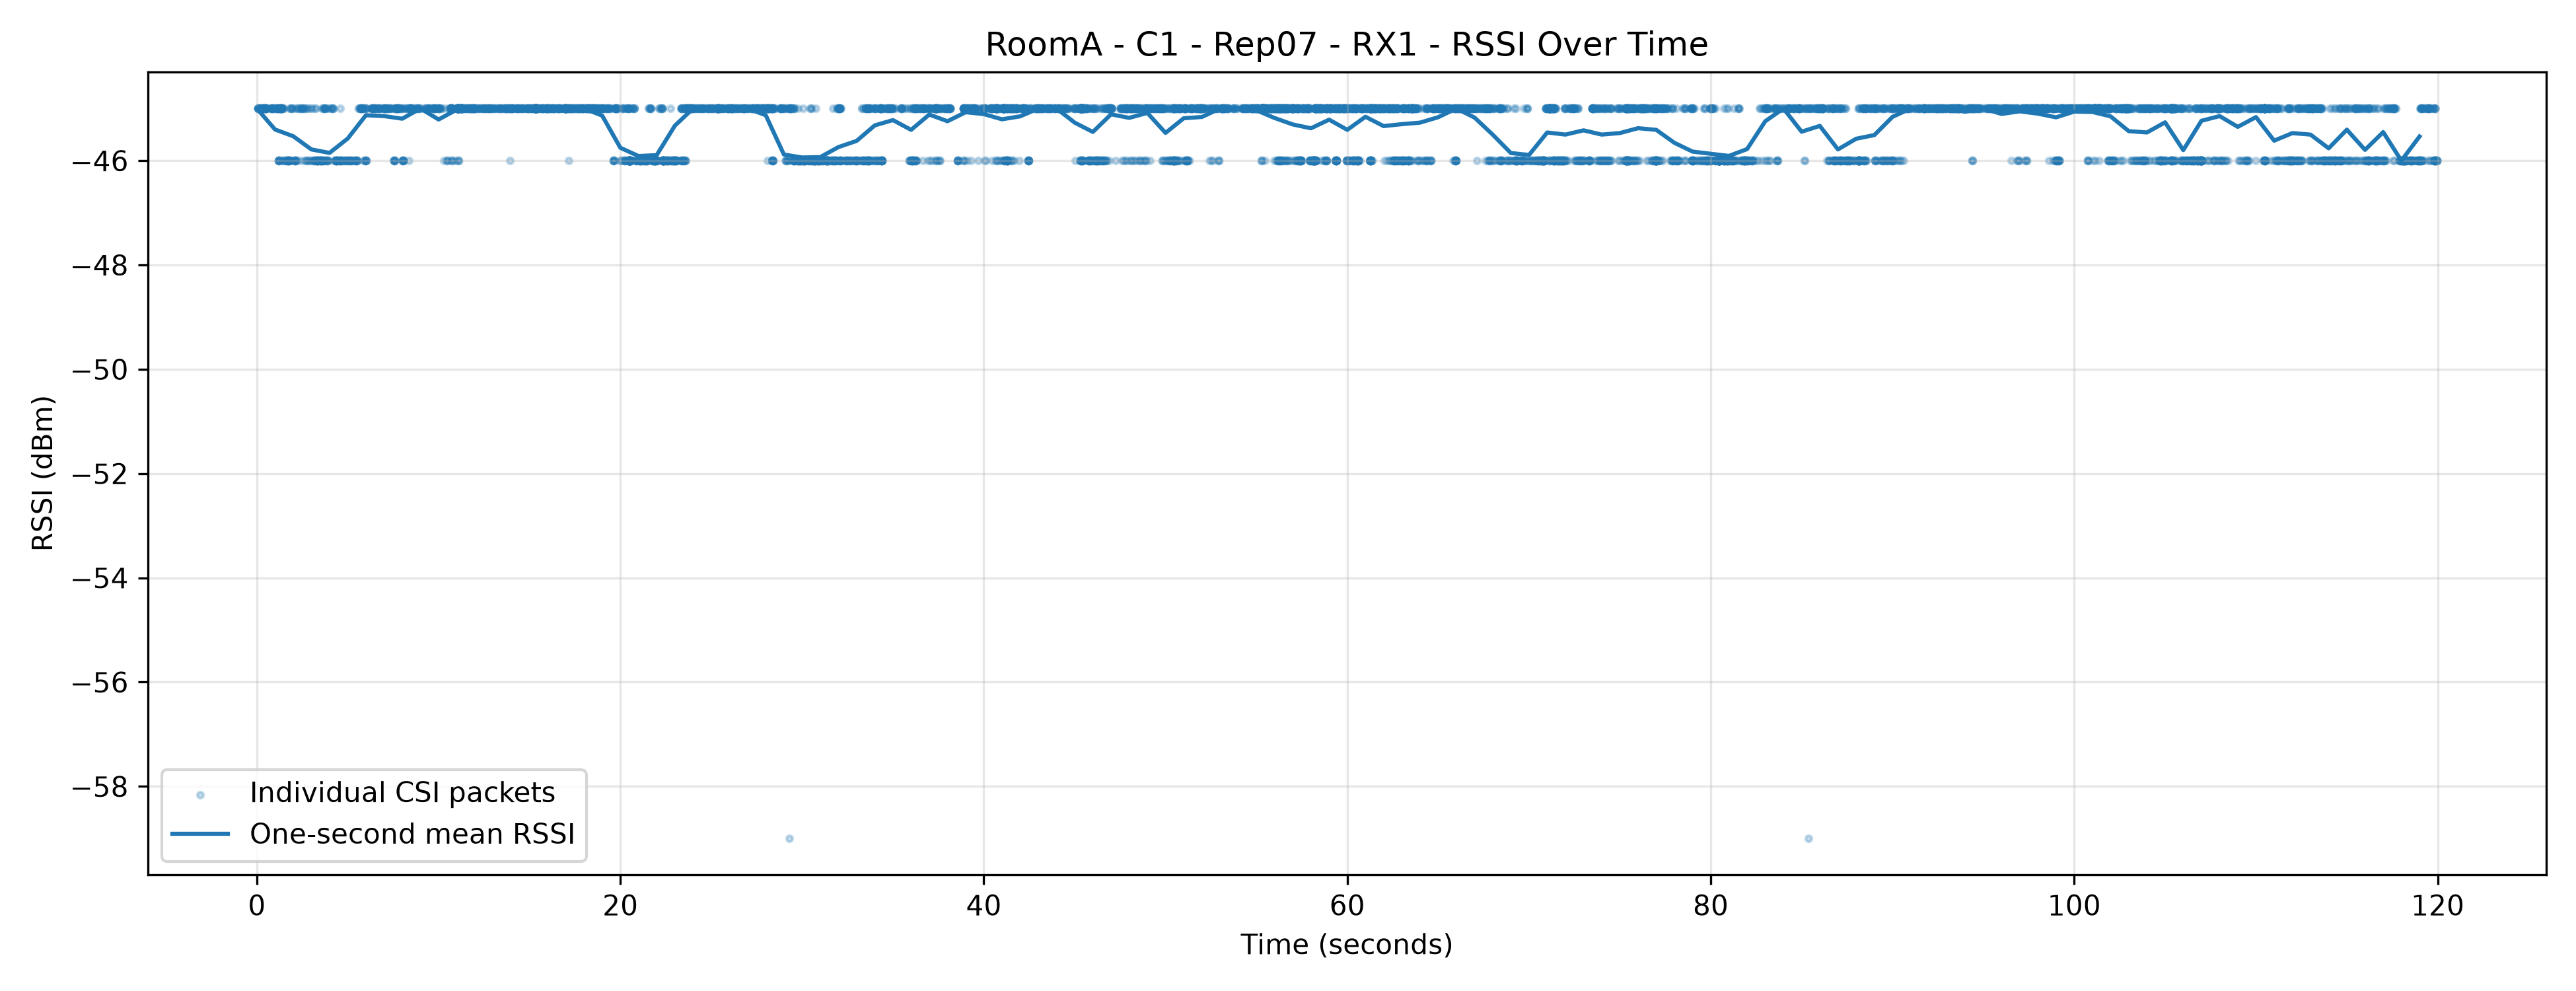 RoomA - C1 - Rep07 - RX1 - RSSI Over Time
RSSI (dBm)
−46
−48
−50
−52
−54
−56
−58
Individual CSI packets
One-second mean RSSI
0
20
40
60
80
100
120
Time (seconds)